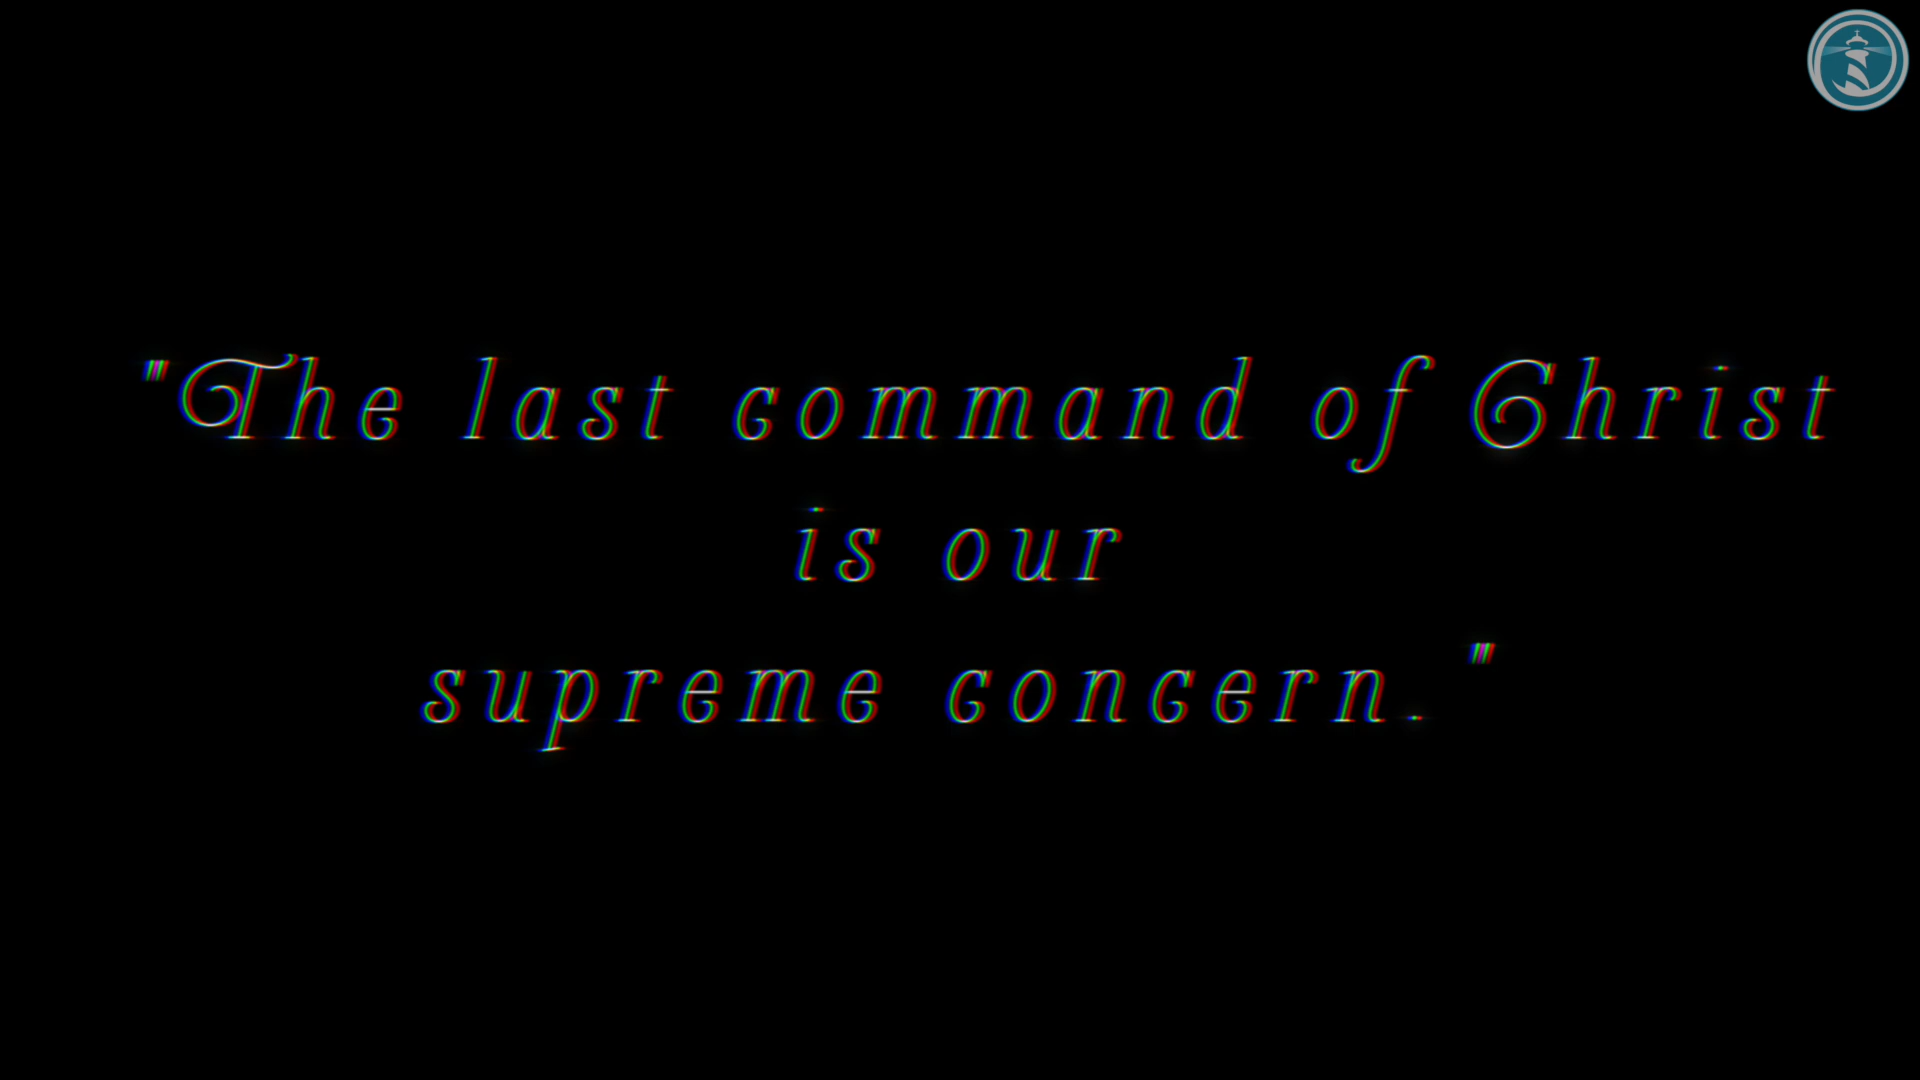 "The last command of Christ
is our
supreme concern."